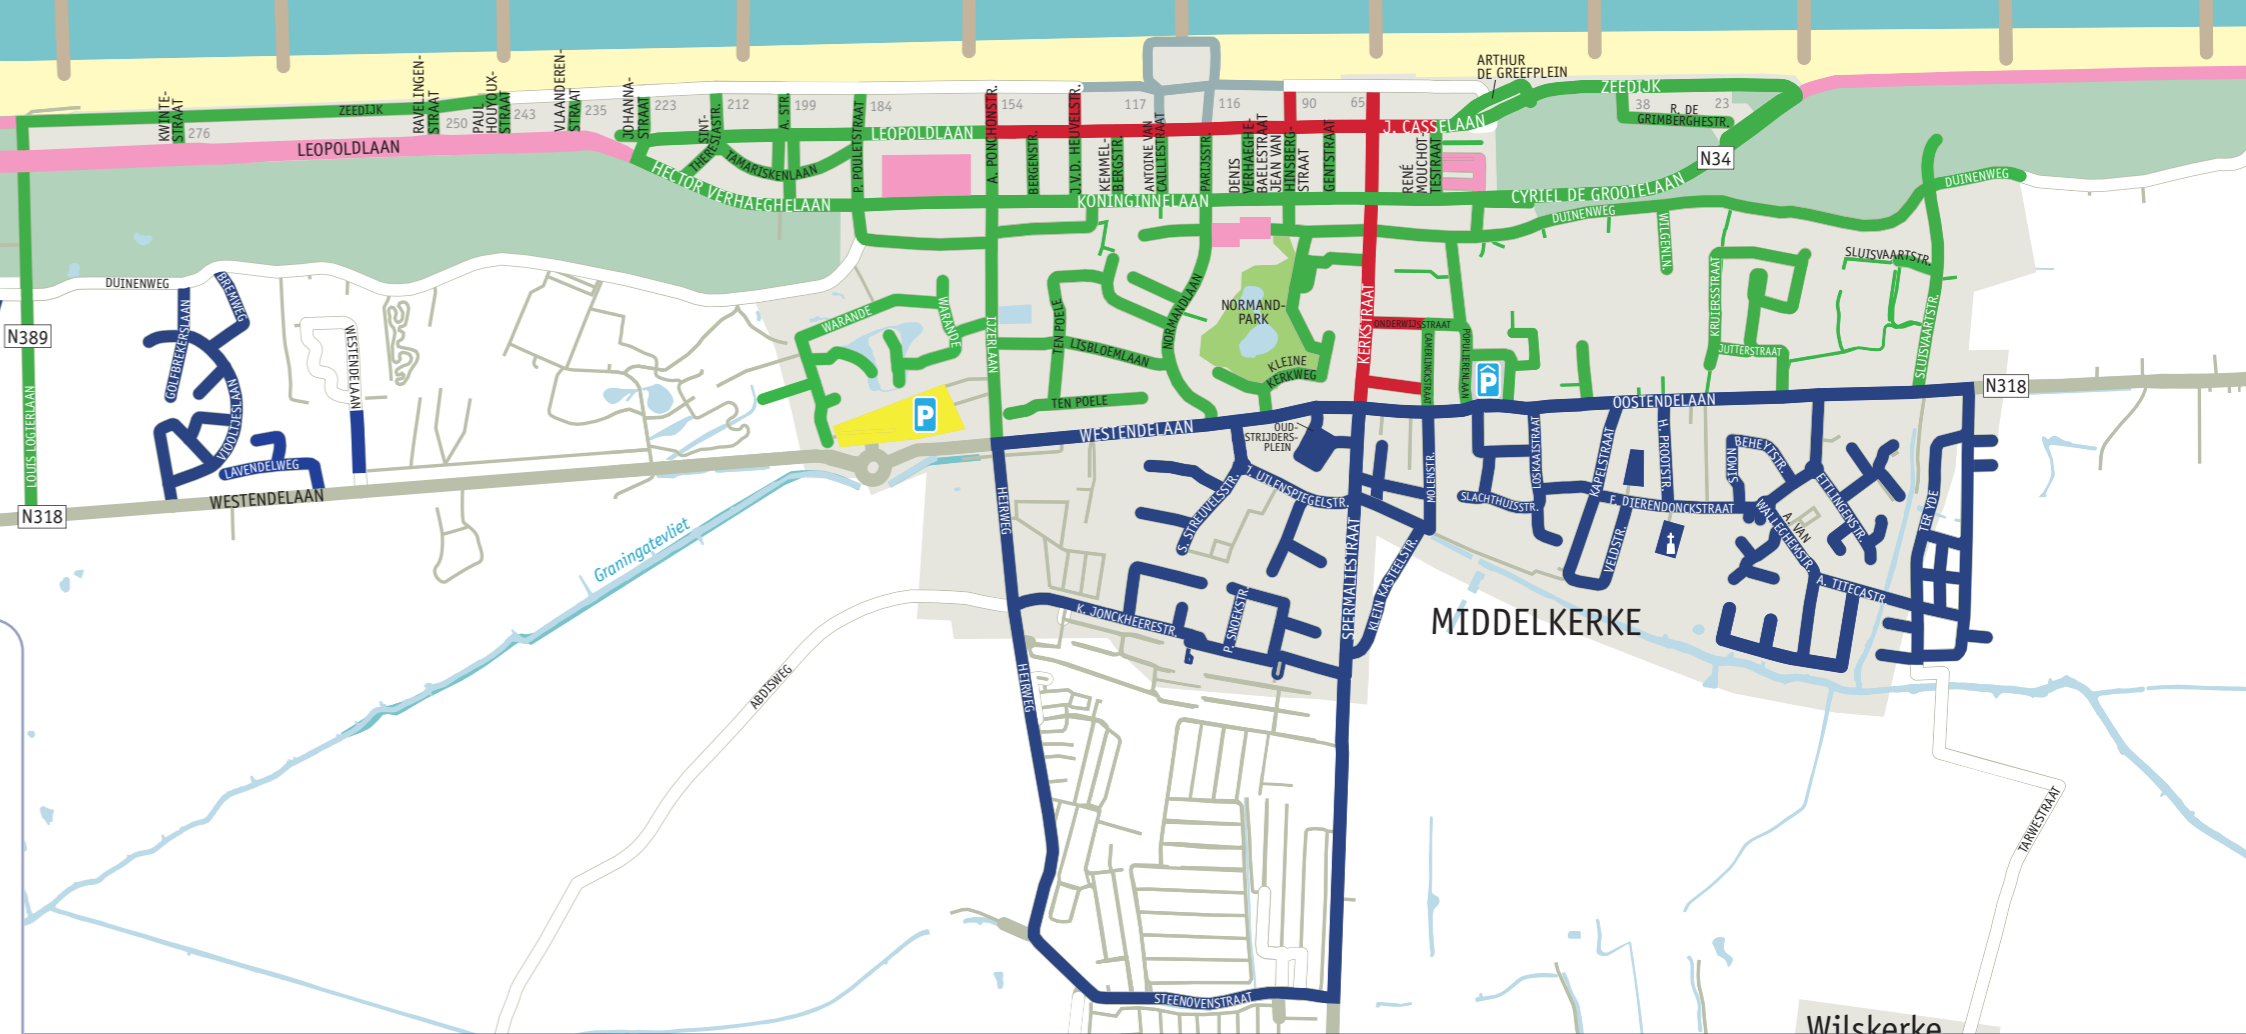 ARTHUR
DE GREEFPLEIN
ZEEDIJK
ZEEDIJK
KWINTE-
STRAAT
276
RAVELINGEN-
STRAAT
250
PAUL
HOUYOUX-
STRAAT
243
VLAANDEREN-
STRAAT
235
JOHANNA-
STRAAT
223
SINT-
THERESIASTR.
212
A. STR.
199
P. POULETSTRAAT
184
A. PONCHONSTR.
154
BERGENSTR.
J.V.D. HEUVELSTR.
KEMMEL-
BERGSTR.
117
ANTOINE VAN
CAILLIESTRAAT
PARIJSSTR.
116
DENIS
VERHAEGHE-
BAELESTRAAT
JEAN VAN
HINSBERG-
STRAAT
90
GENTSTRAAT
65
RENÉ
MOUCHOT-
TESTRAAT
38
R. DE
GRIMBERGHESTR.
23
LEOPOLDLAAN
LEOPOLDLAAN
J. CASSELAAN
TAMARISKENLAAN
HECTOR VERHAEGHELAAN
KONINGINNELAAN
CYRIEL DE GROOTELAAN
N34
DUINENWEG
DUINENWEG
DUINENWEG
WILGENLN.
SLUISVAARTSTR.
SLUISVAARTSTR.
KRUIERSSTRAAT
JUTTERSTRAAT
N389
LOUIS LOGIERLAAN
BREMWEG
GOLFBREKERSLAAN
VIOOLTJESLAAN
LAVENDELWEG
WESTENDELAAN
WESTENDELAAN
N318
WARANDE
WARANDE
P
IJZERLAAN
TEN POELE
TEN POELE
LISBLOEMLAAN
NORMANDLAAN
NORMAND-
PARK
KLEINE
KERKWEG
KERKSTRAAT
ONDERWIJSSTRAAT
CAMERLINCKSTRAAT
POPULIERENLAAN
P
WESTENDELAAN
OOSTENDELAAN
N318
OUD-
STRIJDERS-
PLEIN
HEIRWEG
HEIRWEG
S. STREUVELSSTR.
J. UILENSPIEGELSTR.
MOLENSTR.
SLACHTHUISSTR.
LOSKAAISTRAAT
KAPELSTRAAT
H. PROOTSTR.
F. DIERENDONCKSTRAAT
VELDSTR.
SIMON
BEHEYTSTR.
ETTLINGENSTR.
A. VAN
WALLEGHEMSTR.
A. TITECASTR.
TER YDE
K. JONCKHEERESTR.
P. SNOEKSTR.
SPERMALIESTRAAT
KLEIN KASTEELSTR.
MIDDELKERKE
Graningatevliet
ABDISWEG
TARWESTRAAT
STEENOVENSTRAAT
Wilskerke